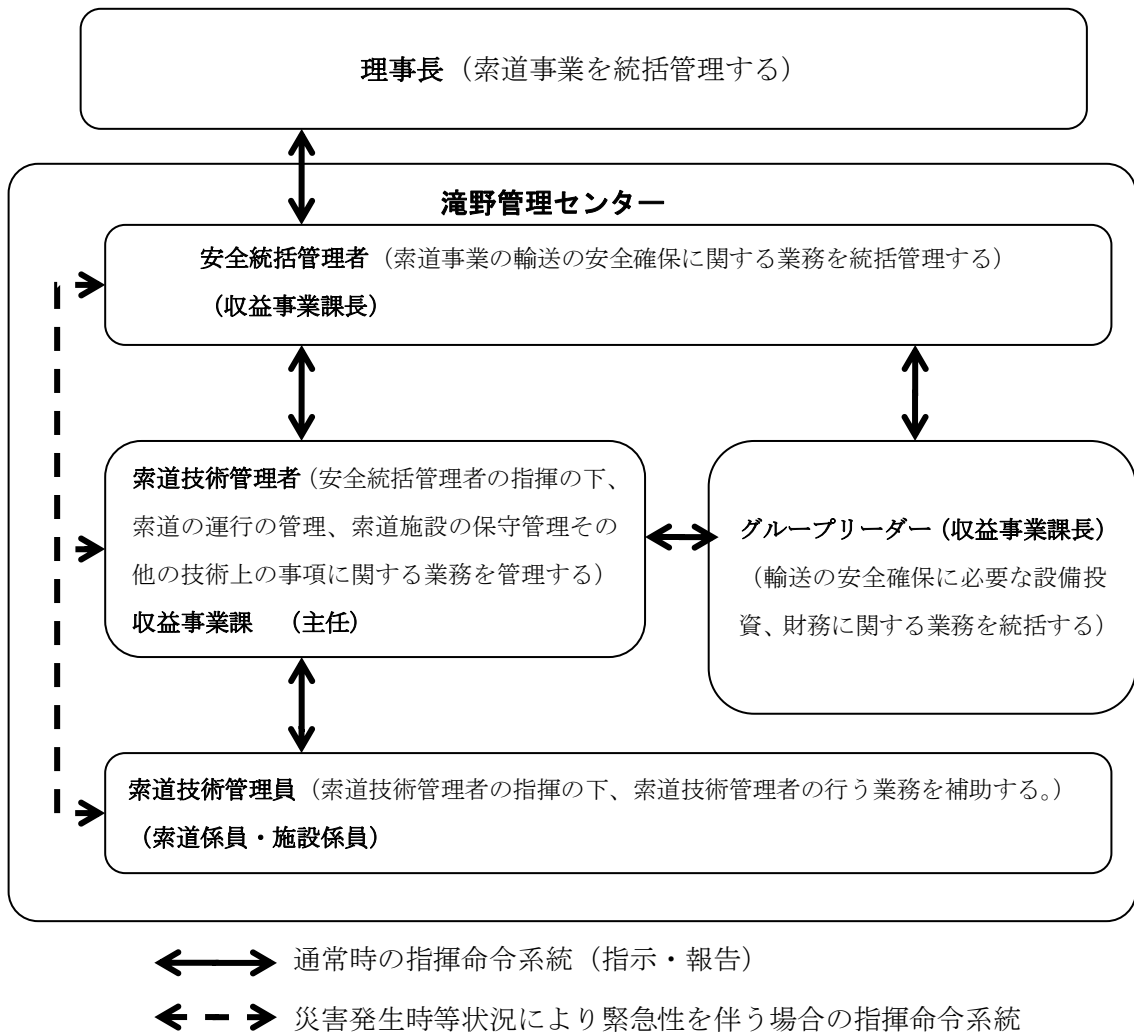 理事長（索道事業を統括管理する）
滝野管理センター
安全統括管理者（索道事業の輸送の安全確保に関する業務を統括管理する）
（収益事業課長）
索道技術管理者（安全統括管理者の指揮の下、
索道の運行の管理、索道施設の保守管理その
他の技術上の事項に関する業務を管理する）
収益事業課　（主任）
グループリーダー（収益事業課長）
（輸送の安全確保に必要な設備投
資、財務に関する業務を統括する）
索道技術管理員（索道技術管理者の指揮の下、索道技術管理者の行う業務を補助する。）
（索道係員・施設係員）
通常時の指揮命令系統（指示・報告）
災害発生時等状況により緊急性を伴う場合の指揮命令系統